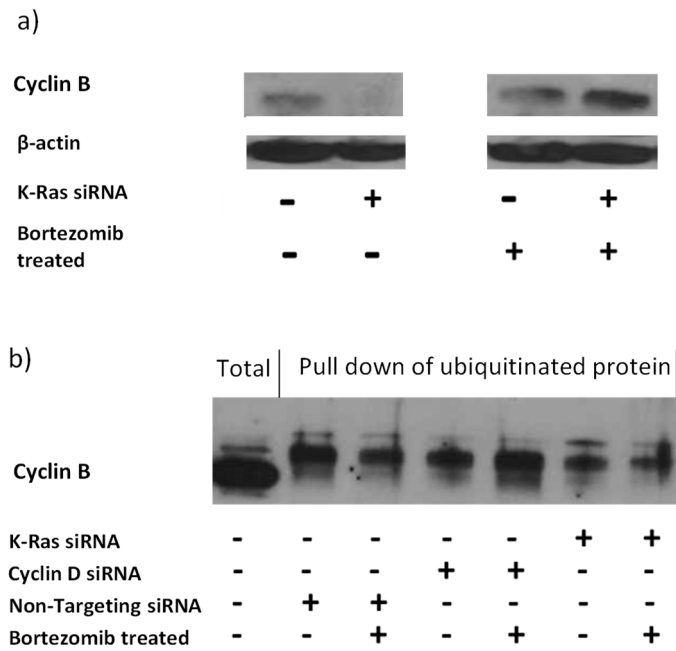 a)
Cyclin B
β-actin
K-Ras siRNA - + - +
Bortezomib
treated - - + +
b)
Total Pull down of ubiquitinated protein
Cyclin B
K-Ras siRNA - - - - - + +
Cyclin D siRNA - - - + + - -
Non-Targeting siRNA - + + - - - -
Bortezomib treated - - + - + - +